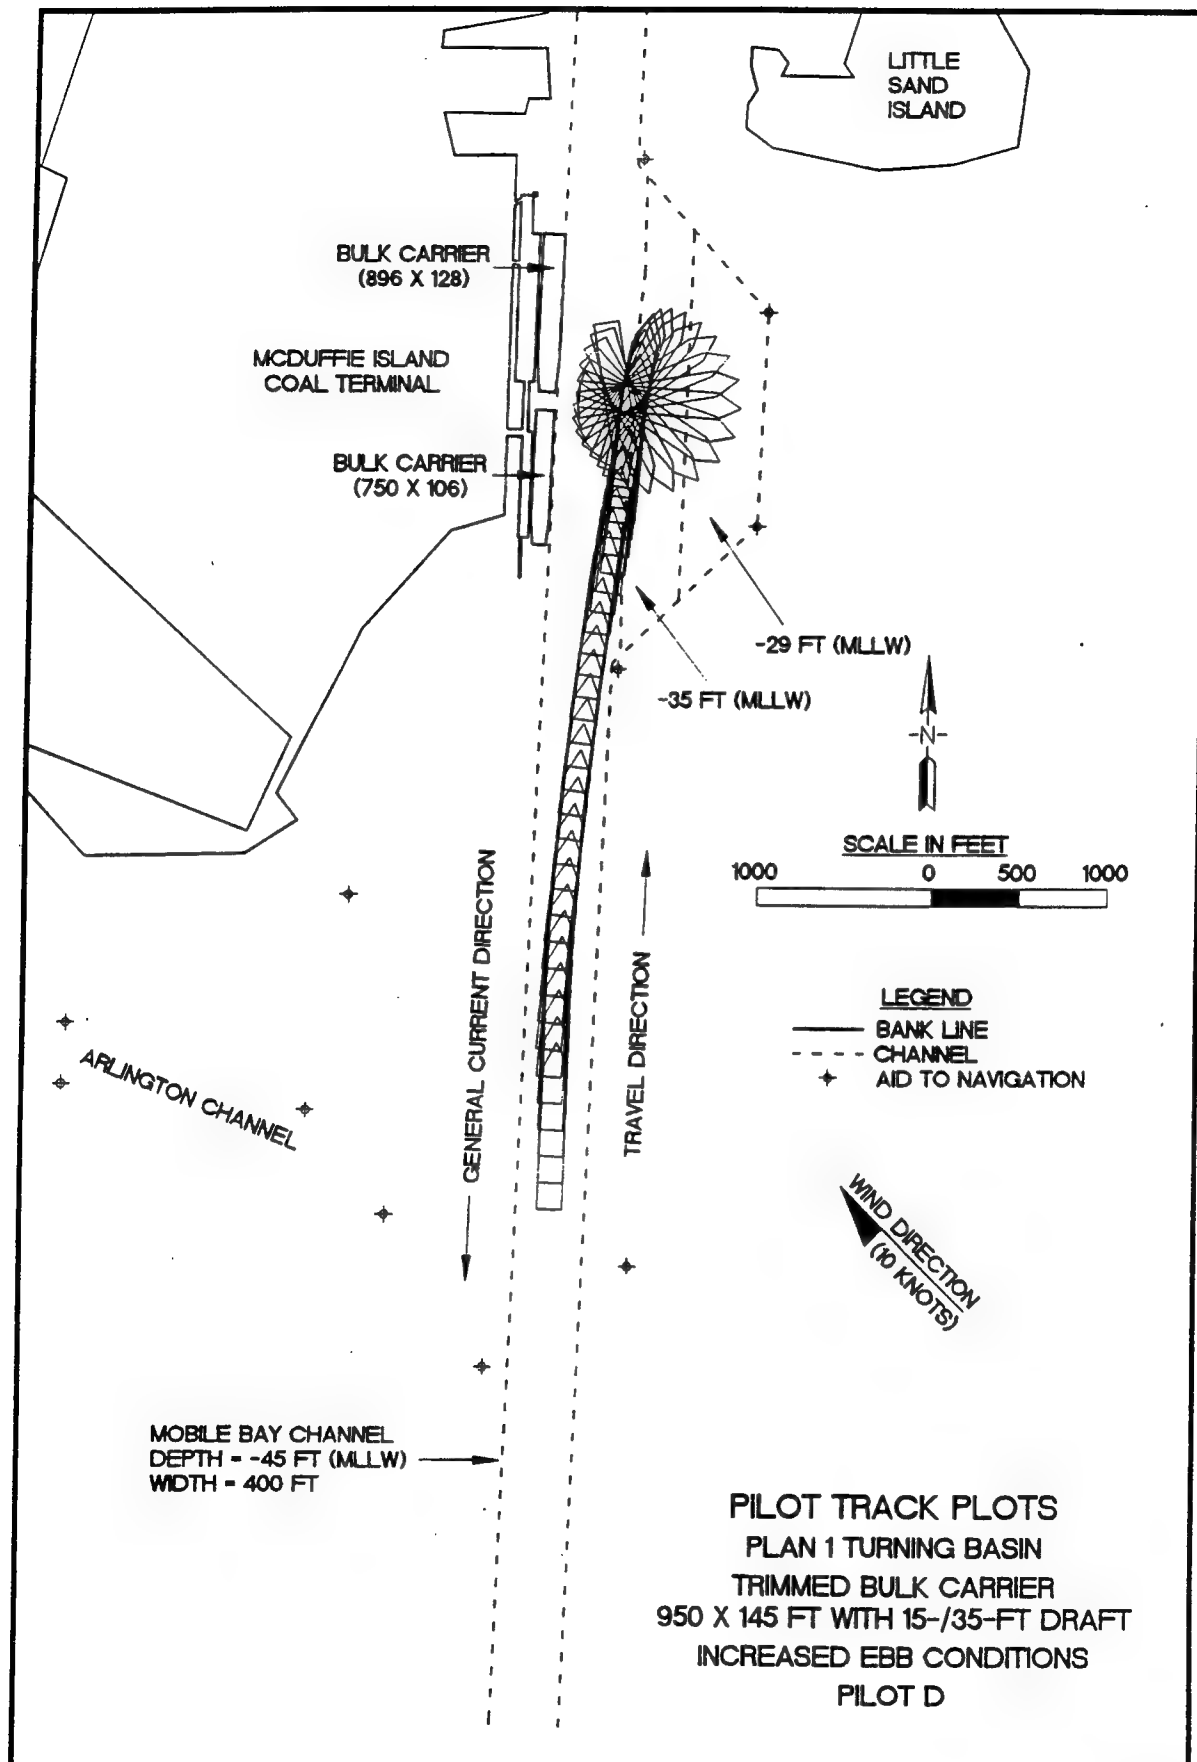 LITTLE
SAND
ISLAND
BULK CARRIER
(896 X 128)
MCDUFFIE ISLAND
COAL TERMINAL
BULK CARRIER
(750 X 106)
-29 FT (MLLW)
-35 FT (MLLW)
-N-
SCALE IN FEET
1000 0 500 1000
GENERAL CURRENT DIRECTION
TRAVEL DIRECTION
LEGEND
BANK LINE
CHANNEL
AID TO NAVIGATION
ARLINGTON CHANNEL
WIND DIRECTION
(10 KNOTS)
MOBILE BAY CHANNEL
DEPTH = -45 FT (MLLW)
WIDTH = 400 FT
PILOT TRACK PLOTS
PLAN 1 TURNING BASIN
TRIMMED BULK CARRIER
950 X 145 FT WITH 15-/35-FT DRAFT
INCREASED EBB CONDITIONS
PILOT D